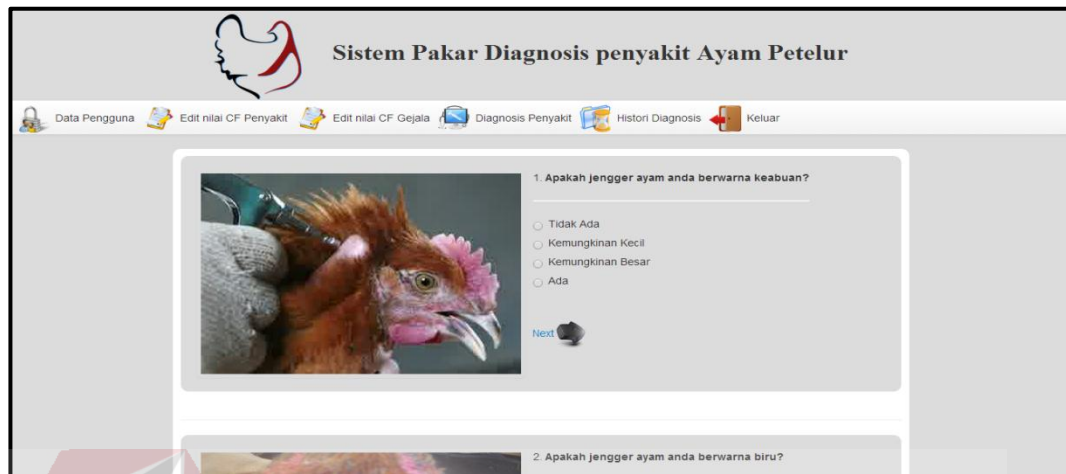 Sistem Pakar Diagnosis penyakit Ayam Petelur
Data Pengguna Edit nilai CF Penyakit Edit nilai CF Gejala Diagnosis Penyakit Histori Diagnosis Keluar
1. Apakah jengger ayam anda berwarna keabuan?
Tidak Ada
Kemungkinan Kecil
Kemungkinan Besar
Ada
Next
2. Apakah jengger ayam anda berwarna biru?